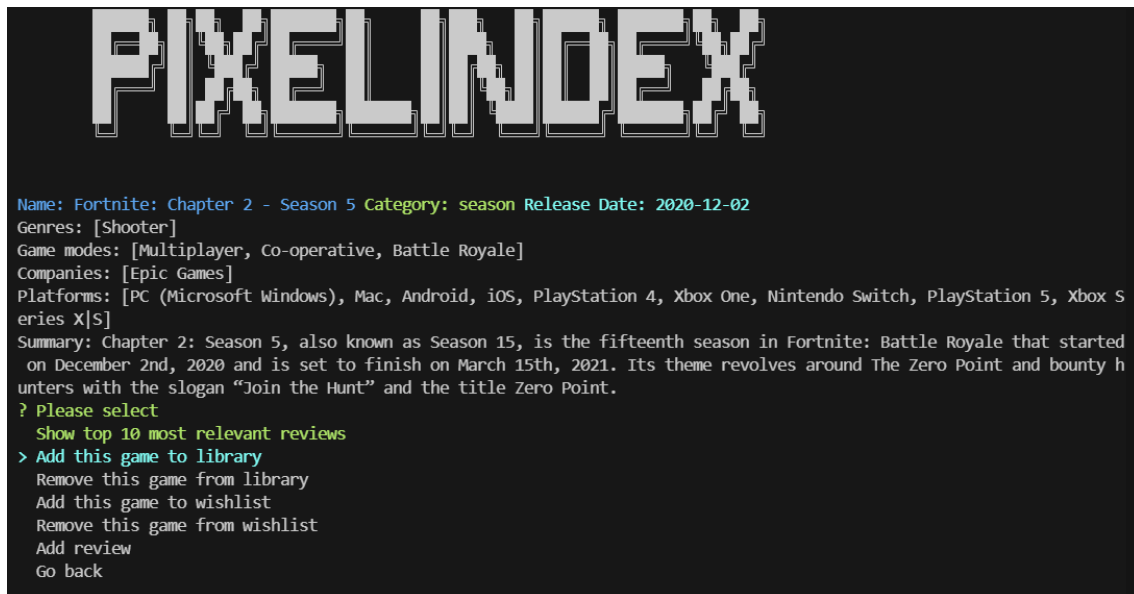 PIXELINDEX
Name: Fortnite: Chapter 2 - Season 5 Category: season Release Date: 2020-12-02
Genres: [Shooter]
Game modes: [Multiplayer, Co-operative, Battle Royale]
Companies: [Epic Games]
Platforms: [PC (Microsoft Windows), Mac, Android, iOS, PlayStation 4, Xbox One, Nintendo Switch, PlayStation 5, Xbox S
eries X|S]
Summary: Chapter 2: Season 5, also known as Season 15, is the fifteenth season in Fortnite: Battle Royale that started
 on December 2nd, 2020 and is set to finish on March 15th, 2021. Its theme revolves around The Zero Point and bounty h
unters with the slogan “Join the Hunt” and the title Zero Point.
? Please select
  Show top 10 most relevant reviews
> Add this game to library
  Remove this game from library
  Add this game to wishlist
  Remove this game from wishlist
  Add review
  Go back